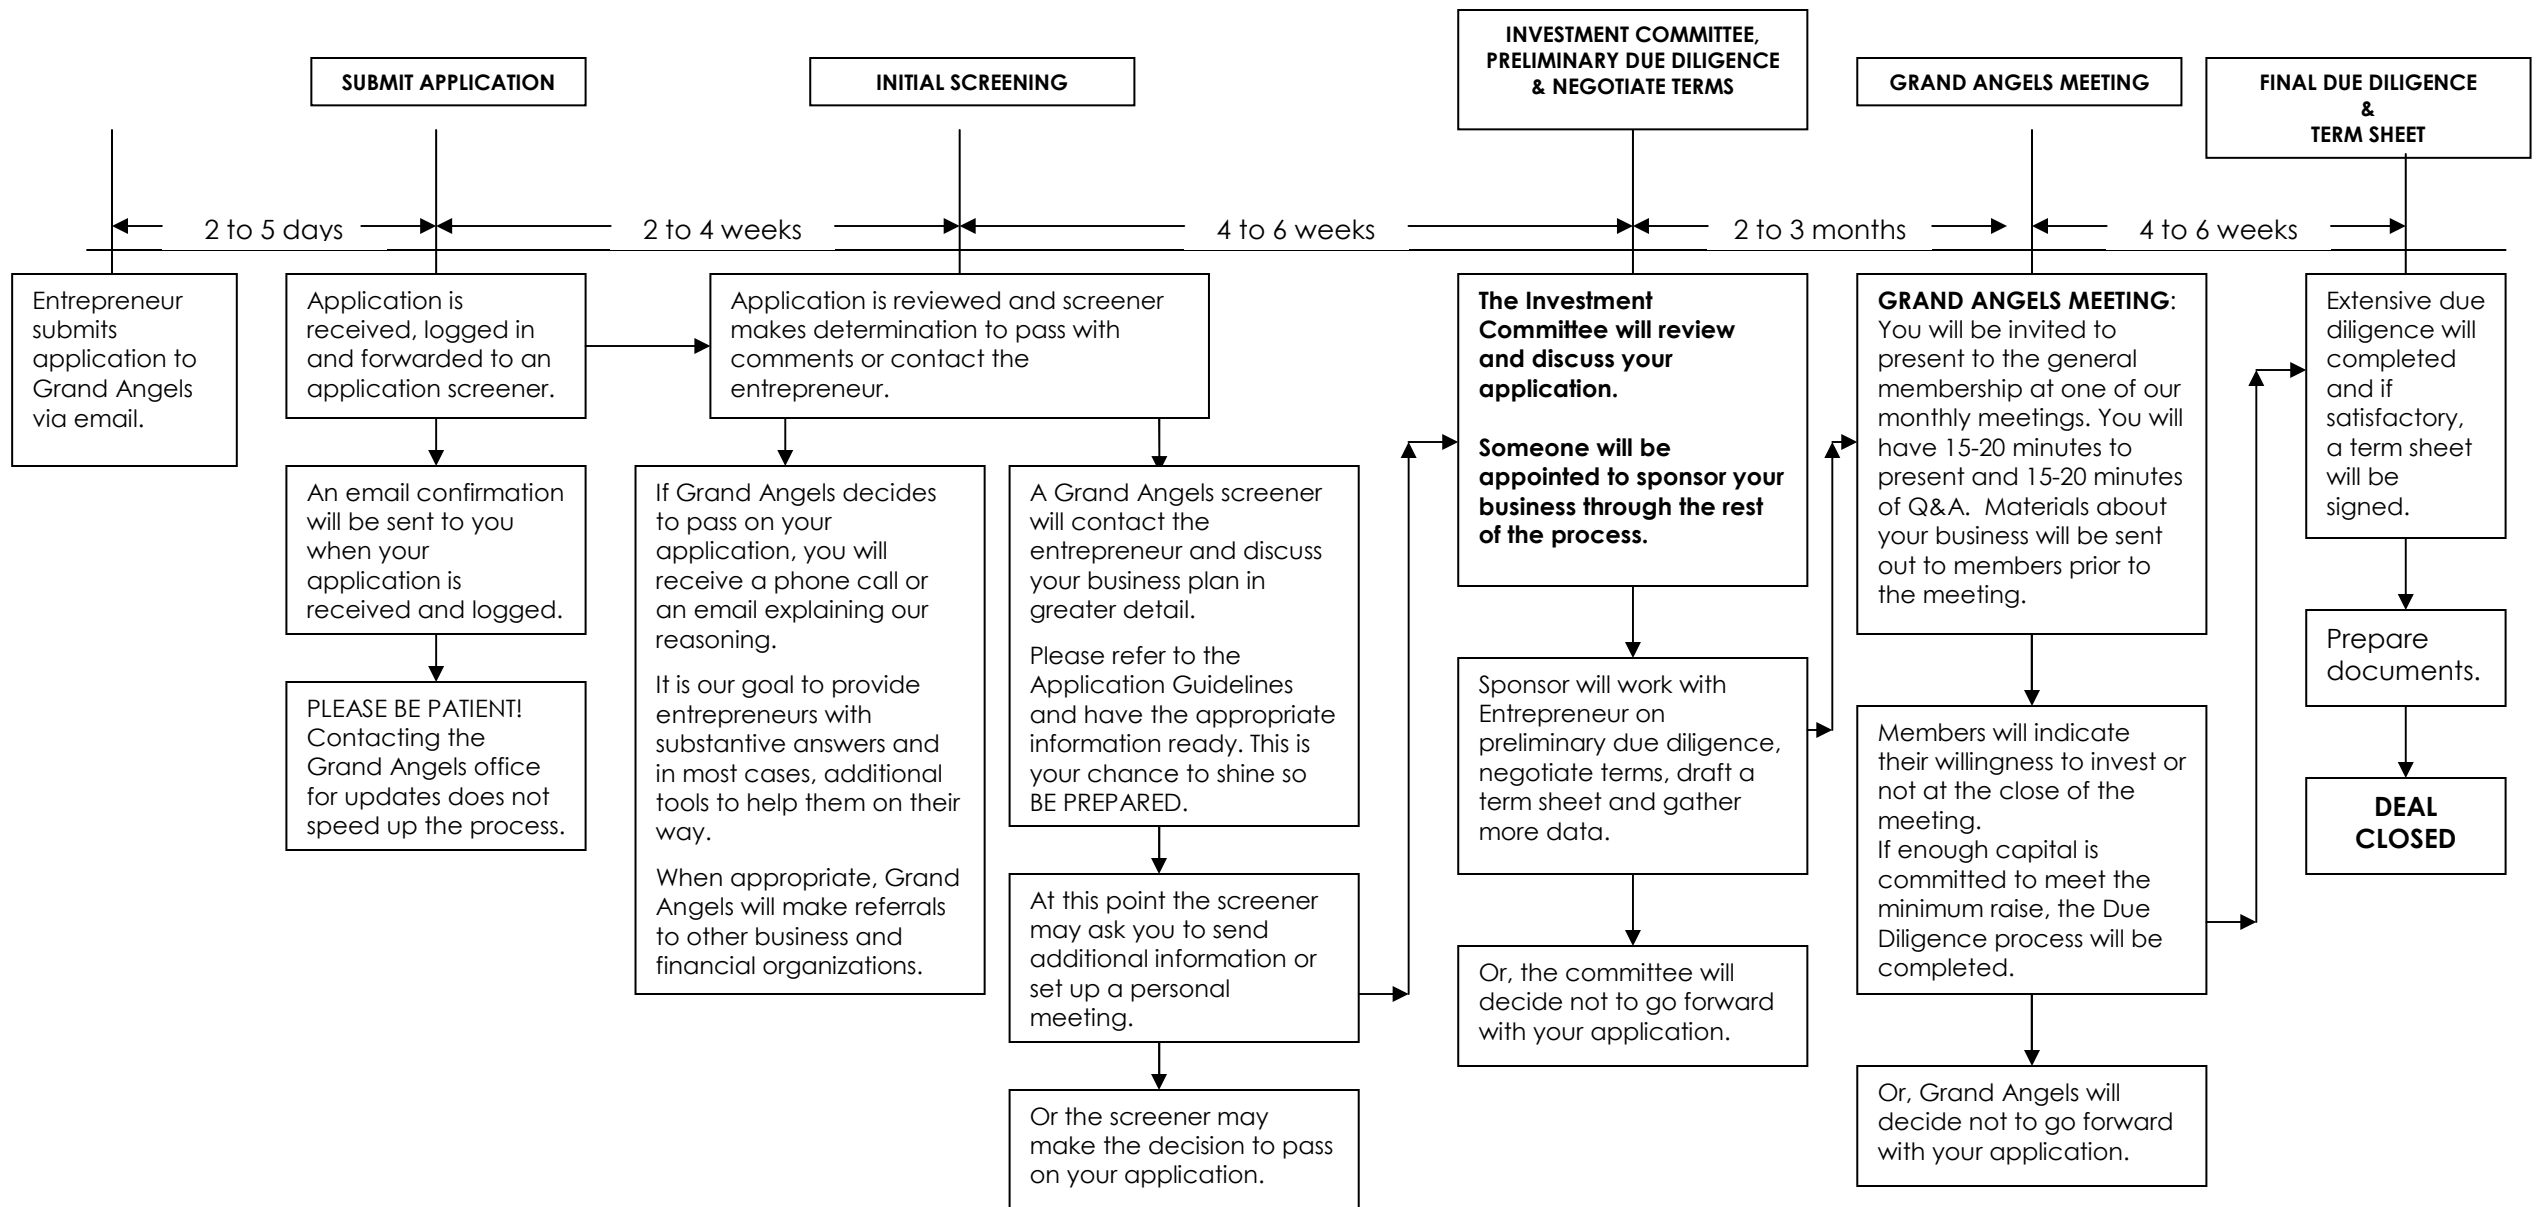 SUBMIT APPLICATION
INITIAL SCREENING
INVESTMENT COMMITTEE,
PRELIMINARY DUE DILIGENCE
& NEGOTIATE TERMS
GRAND ANGELS MEETING
FINAL DUE DILIGENCE
&
TERM SHEET
2 to 5 days
2 to 4 weeks
4 to 6 weeks
2 to 3 months
4 to 6 weeks
Entrepreneur
submits
application to
Grand Angels
via email.
Application is
received, logged in
and forwarded to an
application screener.
An email confirmation
will be sent to you
when your
application is
received and logged.
PLEASE BE PATIENT!
Contacting the
Grand Angels office
for updates does not
speed up the process.
Application is reviewed and screener
makes determination to pass with
comments or contact the
entrepreneur.
If Grand Angels decides
to pass on your
application, you will
receive a phone call or
an email explaining our
reasoning.
It is our goal to provide
entrepreneurs with
substantive answers and
in most cases, additional
tools to help them on their
way.
When appropriate, Grand
Angels will make referrals
to other business and
financial organizations.
A Grand Angels screener
will contact the
entrepreneur and discuss
your business plan in
greater detail.
Please refer to the
Application Guidelines
and have the appropriate
information ready. This is
your chance to shine so
BE PREPARED.
At this point the screener
may ask you to send
additional information or
set up a personal
meeting.
Or the screener may
make the decision to pass
on your application.
The Investment
Committee will review
and discuss your
application.
Someone will be
appointed to sponsor your
business through the rest
of the process.
Sponsor will work with
Entrepreneur on
preliminary due diligence,
negotiate terms, draft a
term sheet and gather
more data.
Or, the committee will
decide not to go forward
with your application.
GRAND ANGELS MEETING:
You will be invited to
present to the general
membership at one of our
monthly meetings. You will
have 15-20 minutes to
present and 15-20 minutes
of Q&A.  Materials about
your business will be sent
out to members prior to
the meeting.
Members will indicate
their willingness to invest or
not at the close of the
meeting.
If enough capital is
committed to meet the
minimum raise, the Due
Diligence process will be
completed.
Or, Grand Angels will
decide not to go forward
with your application.
Extensive due
diligence will
completed
and if
satisfactory,
a term sheet
will be
signed.
Prepare
documents.
DEAL
CLOSED